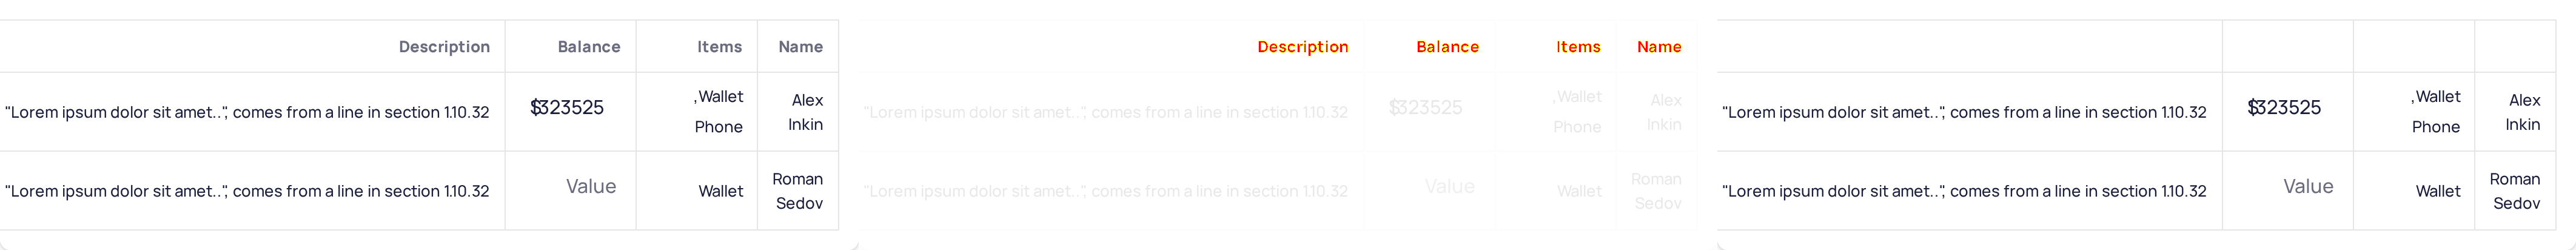 Description Balance Items Name
"Lorem ipsum dolor sit amet..", comes from a line in section 1.10.32 $323525 ,Wallet Phone Alex Inkin
"Lorem ipsum dolor sit amet..", comes from a line in section 1.10.32 Value Wallet Roman Sedov
Description Balance Items Name
"Lorem ipsum dolor sit amet..", comes from a line in section 1.10.32 $323525 ,Wallet Phone Alex Inkin
"Lorem ipsum dolor sit amet..", comes from a line in section 1.10.32 Value Wallet Roman Sedov
"Lorem ipsum dolor sit amet..", comes from a line in section 1.10.32 $323525 ,Wallet Phone Alex Inkin
"Lorem ipsum dolor sit amet..", comes from a line in section 1.10.32 Value Wallet Roman Sedov